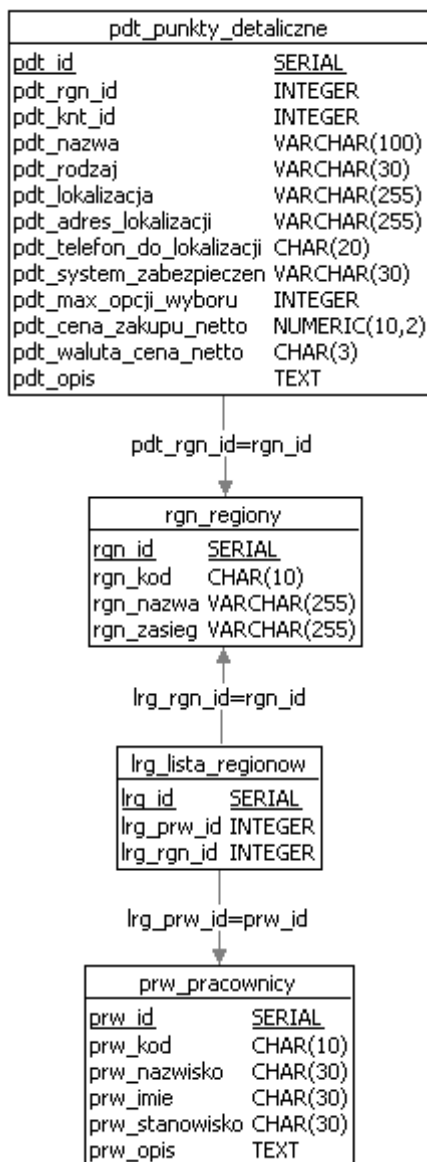 pdt_punkty_detaliczne
pdt_id SERIAL
pdt_rgn_id INTEGER
pdt_knt_id INTEGER
pdt_nazwa VARCHAR(100)
pdt_rodzaj VARCHAR(30)
pdt_lokalizacja VARCHAR(255)
pdt_adres_lokalizacji VARCHAR(255)
pdt_telefon_do_lokalizacji CHAR(20)
pdt_system_zabezpieczen VARCHAR(30)
pdt_max_opcji_wyboru INTEGER
pdt_cena_zakupu_netto NUMERIC(10,2)
pdt_waluta_cena_netto CHAR(3)
pdt_opis TEXT
pdt_rgn_id=rgn_id
rgn_regiony
rgn_id SERIAL
rgn_kod CHAR(10)
rgn_nazwa VARCHAR(255)
rgn_zasieg VARCHAR(255)
lrg_rgn_id=rgn_id
lrg_lista_regionow
lrg_id SERIAL
lrg_prw_id INTEGER
lrg_rgn_id INTEGER
lrg_prw_id=prw_id
prw_pracownicy
prw_id SERIAL
prw_kod CHAR(10)
prw_nazwisko CHAR(30)
prw_imie CHAR(30)
prw_stanowisko CHAR(30)
prw_opis TEXT